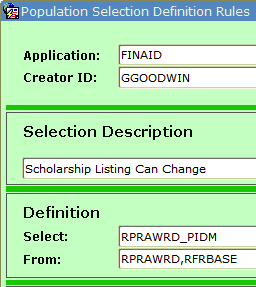 Population Selection Definition Rules
Application: FINAID
Creator ID: GGOODWIN
Selection Description
Scholarship Listing Can Change
Definition
Select: RPRAWRD_PIDM
From: RPRAWRD,RFRBASE